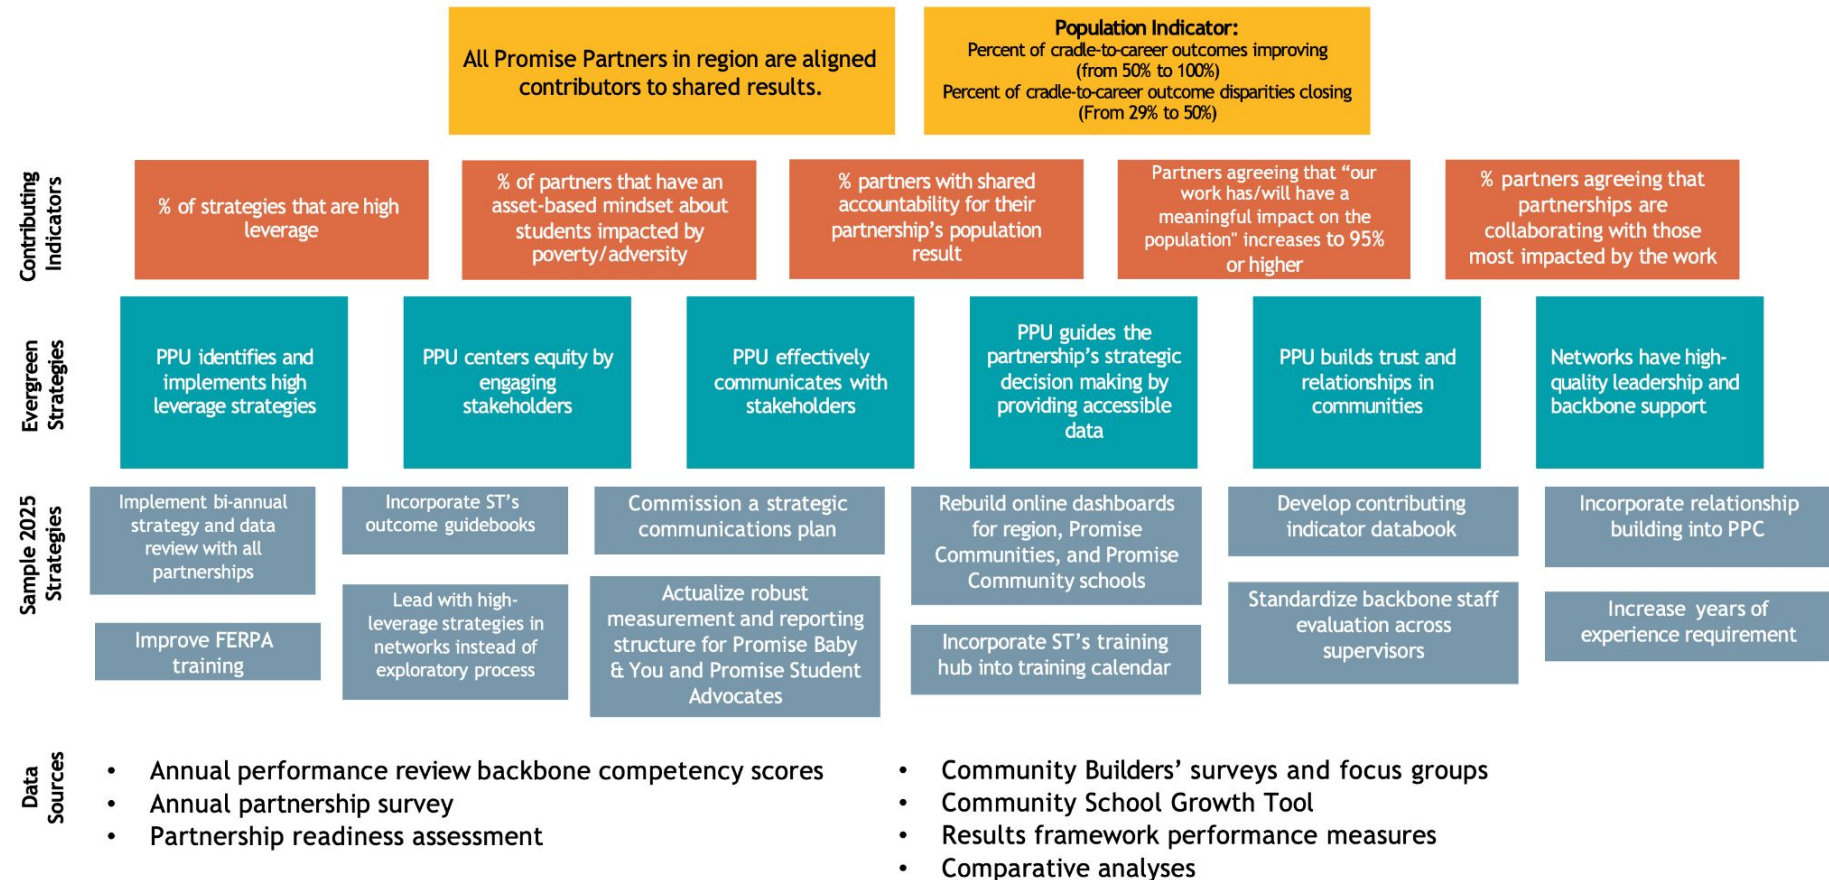 All Promise Partners in region are aligned
contributors to shared results.
Population Indicator:
Percent of cradle-to-career outcomes improving
(from 50% to 100%)
Percent of cradle-to-career outcome disparities closing
(From 29% to 50%)
Contributing
Indicators
% of strategies that are high
leverage
% of partners that have an
asset-based mindset about
students impacted by
poverty/adversity
% partners with shared
accountability for their
partnership's population
result
Partners agreeing that “our
work has/will have a
meaningful impact on the
population" increases to 95%
or higher
% partners agreeing that
partnerships are
collaborating with those
most impacted by the work
Evergreen
Strategies
PPU identifies and
implements high
leverage strategies
PPU centers equity by
engaging
stakeholders
PPU effectively
communicates with
stakeholders
PPU guides the
partnership's strategic
decision making by
providing accessible
data
PPU builds trust and
relationships in
communities
Networks have high-
quality leadership and
backbone support
Sample 2025
Strategies
Implement bi-annual
strategy and data
review with all
partnerships
Improve FERPA
training
Incorporate ST's
outcome guidebooks
Lead with high-
leverage strategies in
networks instead of
exploratory process
Commission a strategic
communications plan
Actualize robust
measurement and reporting
structure for Promise Baby
& You and Promise Student
Advocates
Rebuild online dashboards
for region, Promise
Communities, and Promise
Community schools
Incorporate ST's training
hub into training calendar
Develop contributing
indicator databook
Standardize backbone staff
evaluation across
supervisors
Incorporate relationship
building into PPC
Increase years of
experience requirement
Data
Sources
• Annual performance review backbone competency scores
• Annual partnership survey
• Partnership readiness assessment
• Community Builders' surveys and focus groups
• Community School Growth Tool
• Results framework performance measures
• Comparative analyses